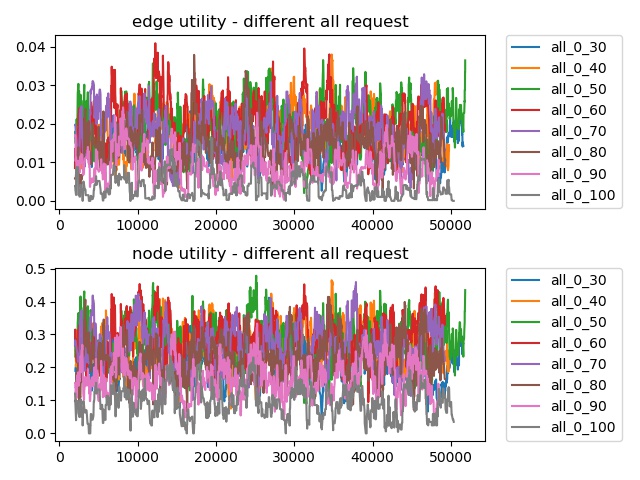 edge utility - different all request
0.04
0.03
0.02
0.01
0.00
0 10000 20000 30000 40000 50000
all_0_30
all_0_40
all_0_50
all_0_60
all_0_70
all_0_80
all_0_90
all_0_100
node utility - different all request
0.5
0.4
0.3
0.2
0.1
0.0
0 10000 20000 30000 40000 50000
all_0_30
all_0_40
all_0_50
all_0_60
all_0_70
all_0_80
all_0_90
all_0_100